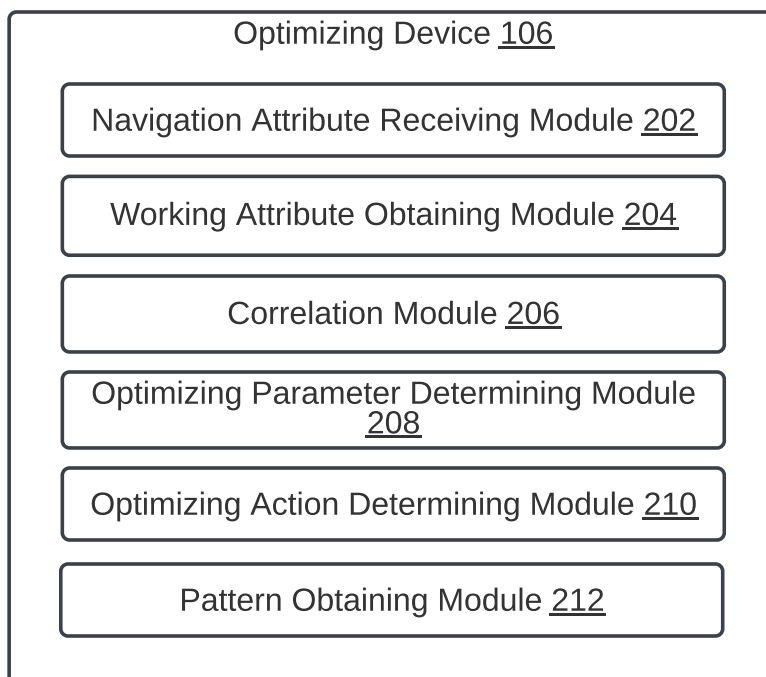 Optimizing Device 106
Navigation Attribute Receiving Module 202
Working Attribute Obtaining Module 204
Correlation Module 206
Optimizing Parameter Determining Module
208
Optimizing Action Determining Module 210
Pattern Obtaining Module 212